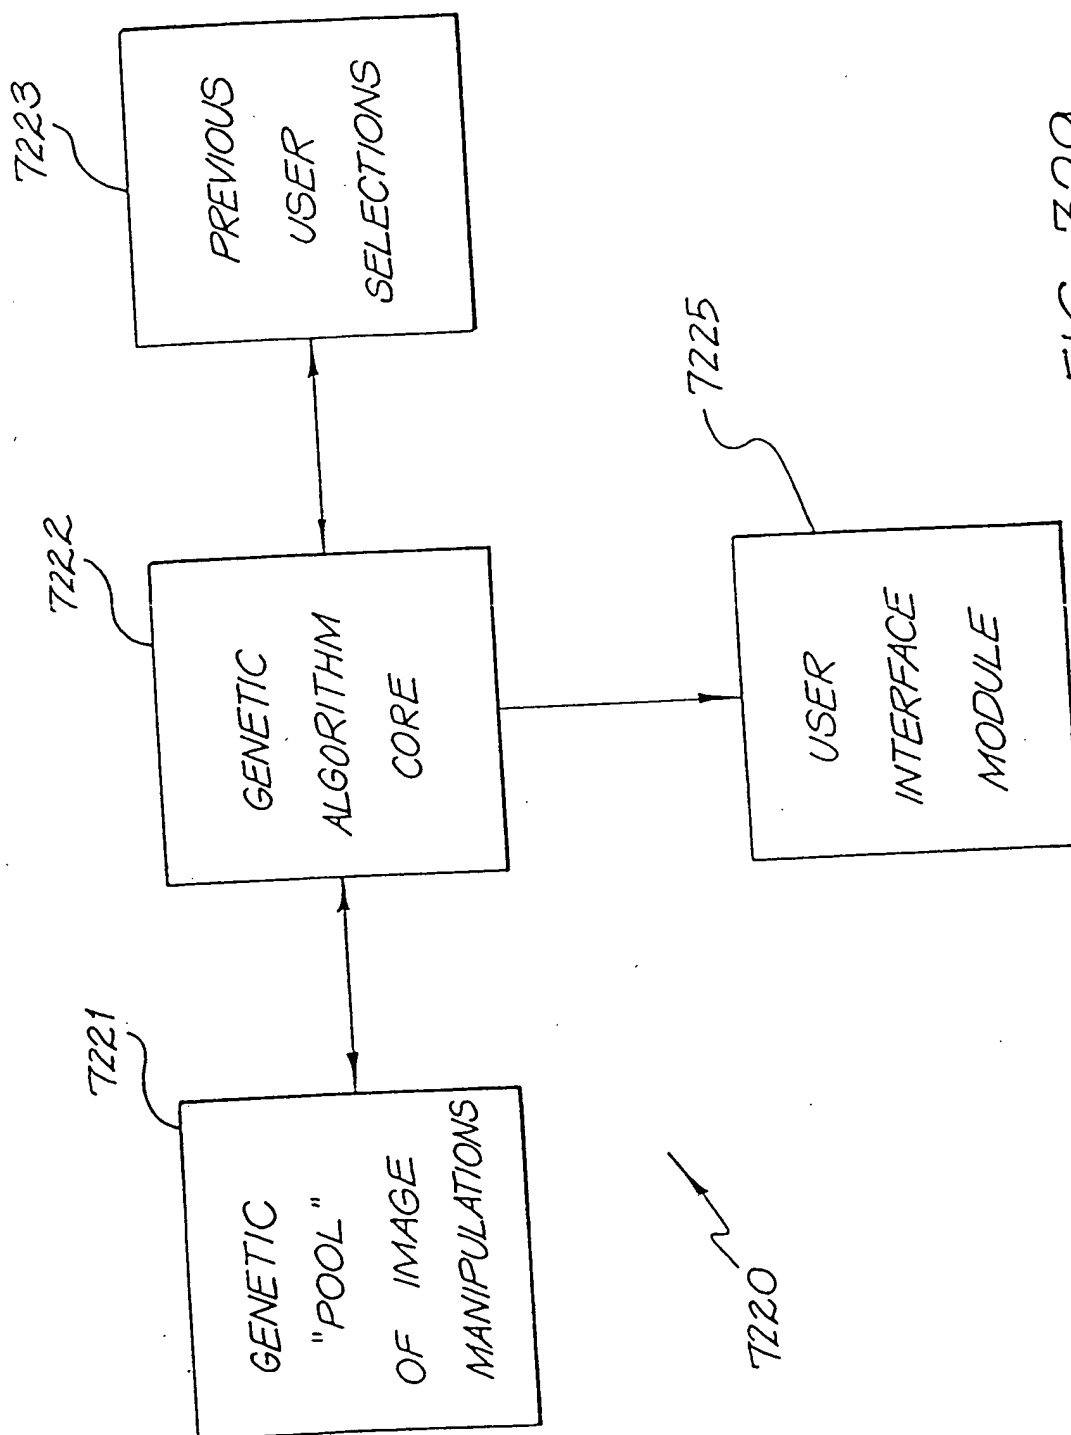 7221
GENETIC
"POOL"
OF IMAGE
MANIPULATIONS
7222
GENETIC
ALGORITHM
CORE
7223
PREVIOUS
USER
SELECTIONS
7220
7225
USER
INTERFACE
MODULE
FIG